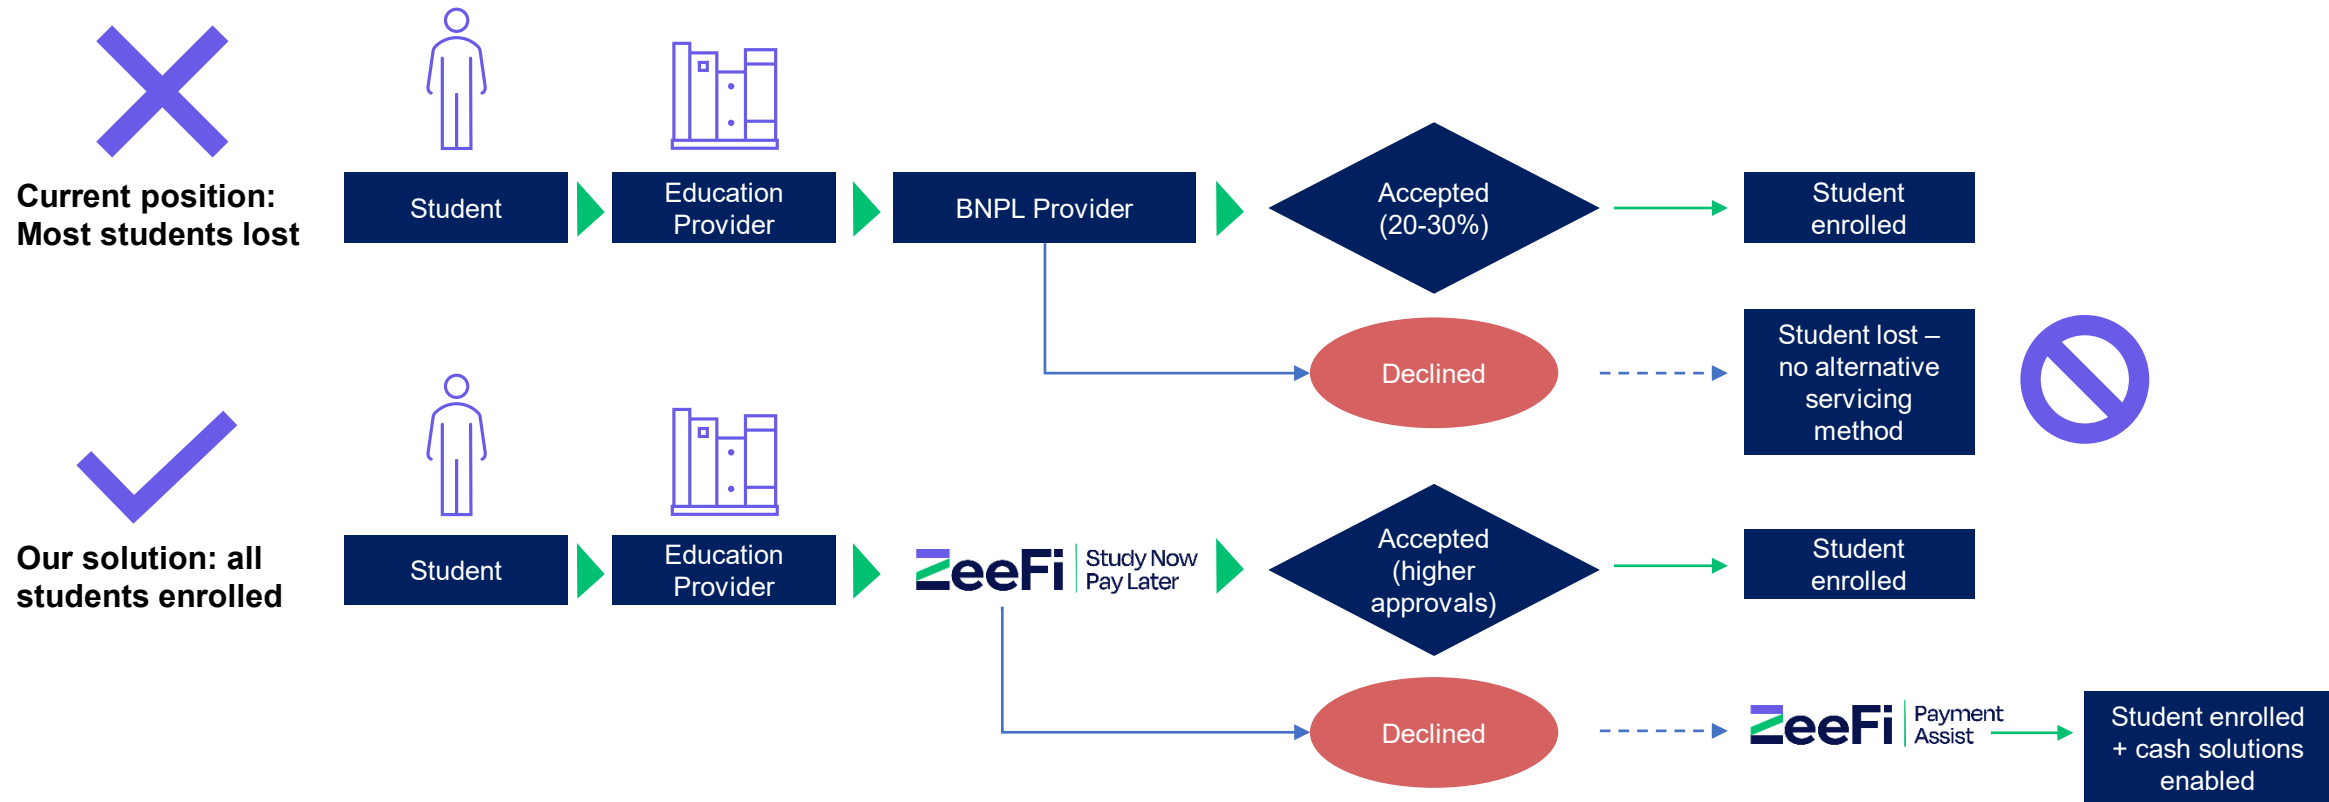 Current position:
Most students lost
Student
Education
Provider
BNPL Provider
Accepted
(20-30%)
Student
enrolled
Declined
Student lost –
no alternative
servicing
method
Our solution: all
students enrolled
Student
Education
Provider
ZeeFi
Study Now
Pay Later
Accepted
(higher
approvals)
Student
enrolled
Declined
ZeeFi
Payment
Assist
Student enrolled
+ cash solutions
enabled